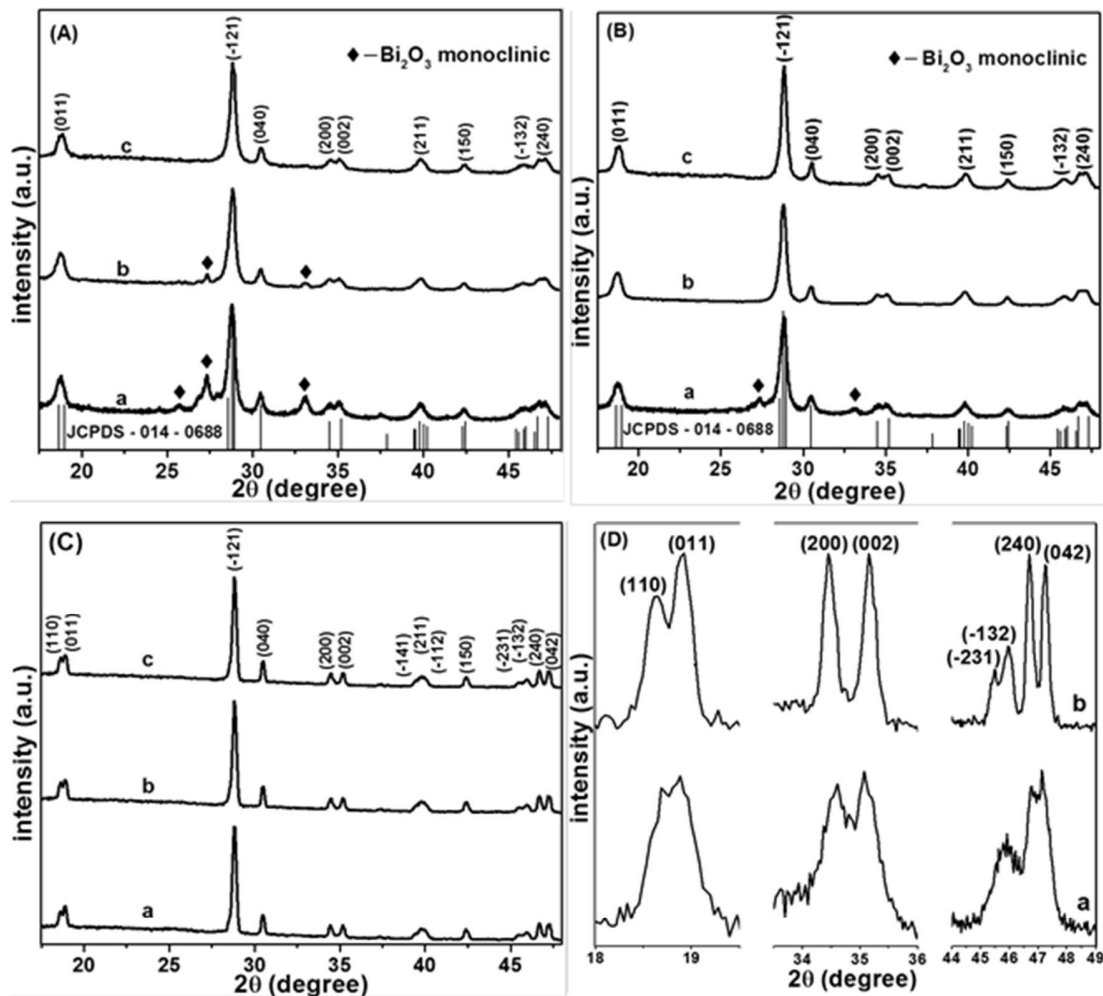 (A)
(-121)
♦ – Bi₂O₃ monoclinic
(011)
(040)
(200)
(002)
(211)
(150)
(-132)
(240)
c
b
a
JCPDS - 014 - 0688
intensity (a.u.)
20 25 30 35 40 45
2θ (degree)
(B)
(-121)
♦ – Bi₂O₃ monoclinic
(011)
(040)
(200)
(002)
(211)
(150)
(-132)
(240)
c
b
a
JCPDS - 014 - 0688
intensity (a.u.)
20 25 30 35 40 45
2θ (degree)
(C)
(-121)
(110)
(011)
(040)
(200)
(002)
(-141)
(211)
(-112)
(150)
(-231)
(-132)
(240)
(042)
c
b
a
intensity (a.u.)
20 25 30 35 40 45
2θ (degree)
(D)
(110)
(011)
(200) (002)
(240)
(042)
(-132)
(-231)
b
a
intensity (a.u.)
18 19 34 35 36 44 45 46 47 48 49
2θ (degree)